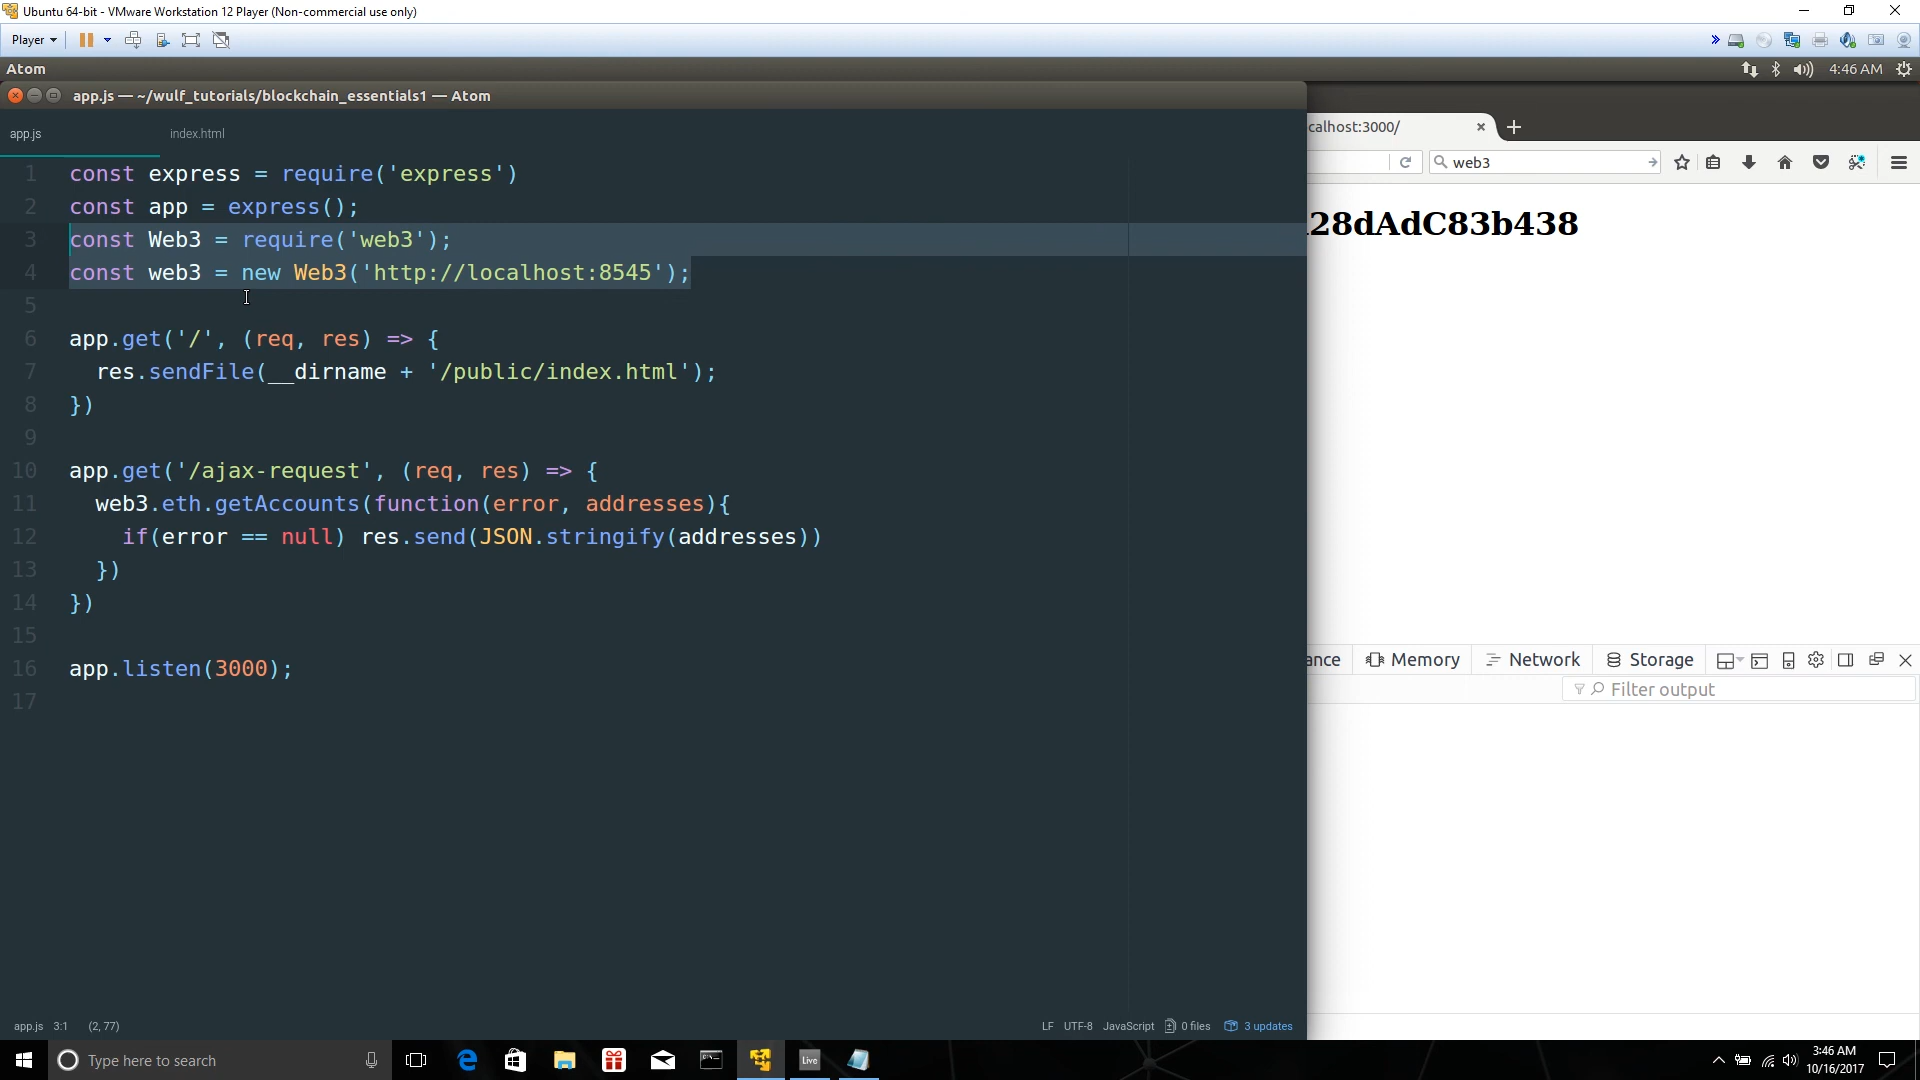 Ubuntu 64-bit - VMware Workstation 12 Player (Non-commercial use only)
Player
Atom
4:46 AM
app.js — ~/wulf_tutorials/blockchain_essentials1 — Atom
app.js
index.html
calhost:3000/
web3
1 const express = require('express')
2 const app = express();
3 const Web3 = require('web3');
4 const web3 = new Web3('http://localhost:8545');
5
6 app.get('/', (req, res) => {
7 res.sendFile(__dirname + '/public/index.html');
8 })
9
10 app.get('/ajax-request', (req, res) => {
11 web3.eth.getAccounts(function(error, addresses){
12 if(error == null) res.send(JSON.stringify(addresses))
13 })
14 })
15
16 app.listen(3000);
17
28dAdC83b438
ance
Memory
Network
Storage
Filter output
app.js 3:1 (2, 77)
LF UTF-8 JavaScript 0 files 3 updates
Type here to search
Live
3:46 AM
10/16/2017